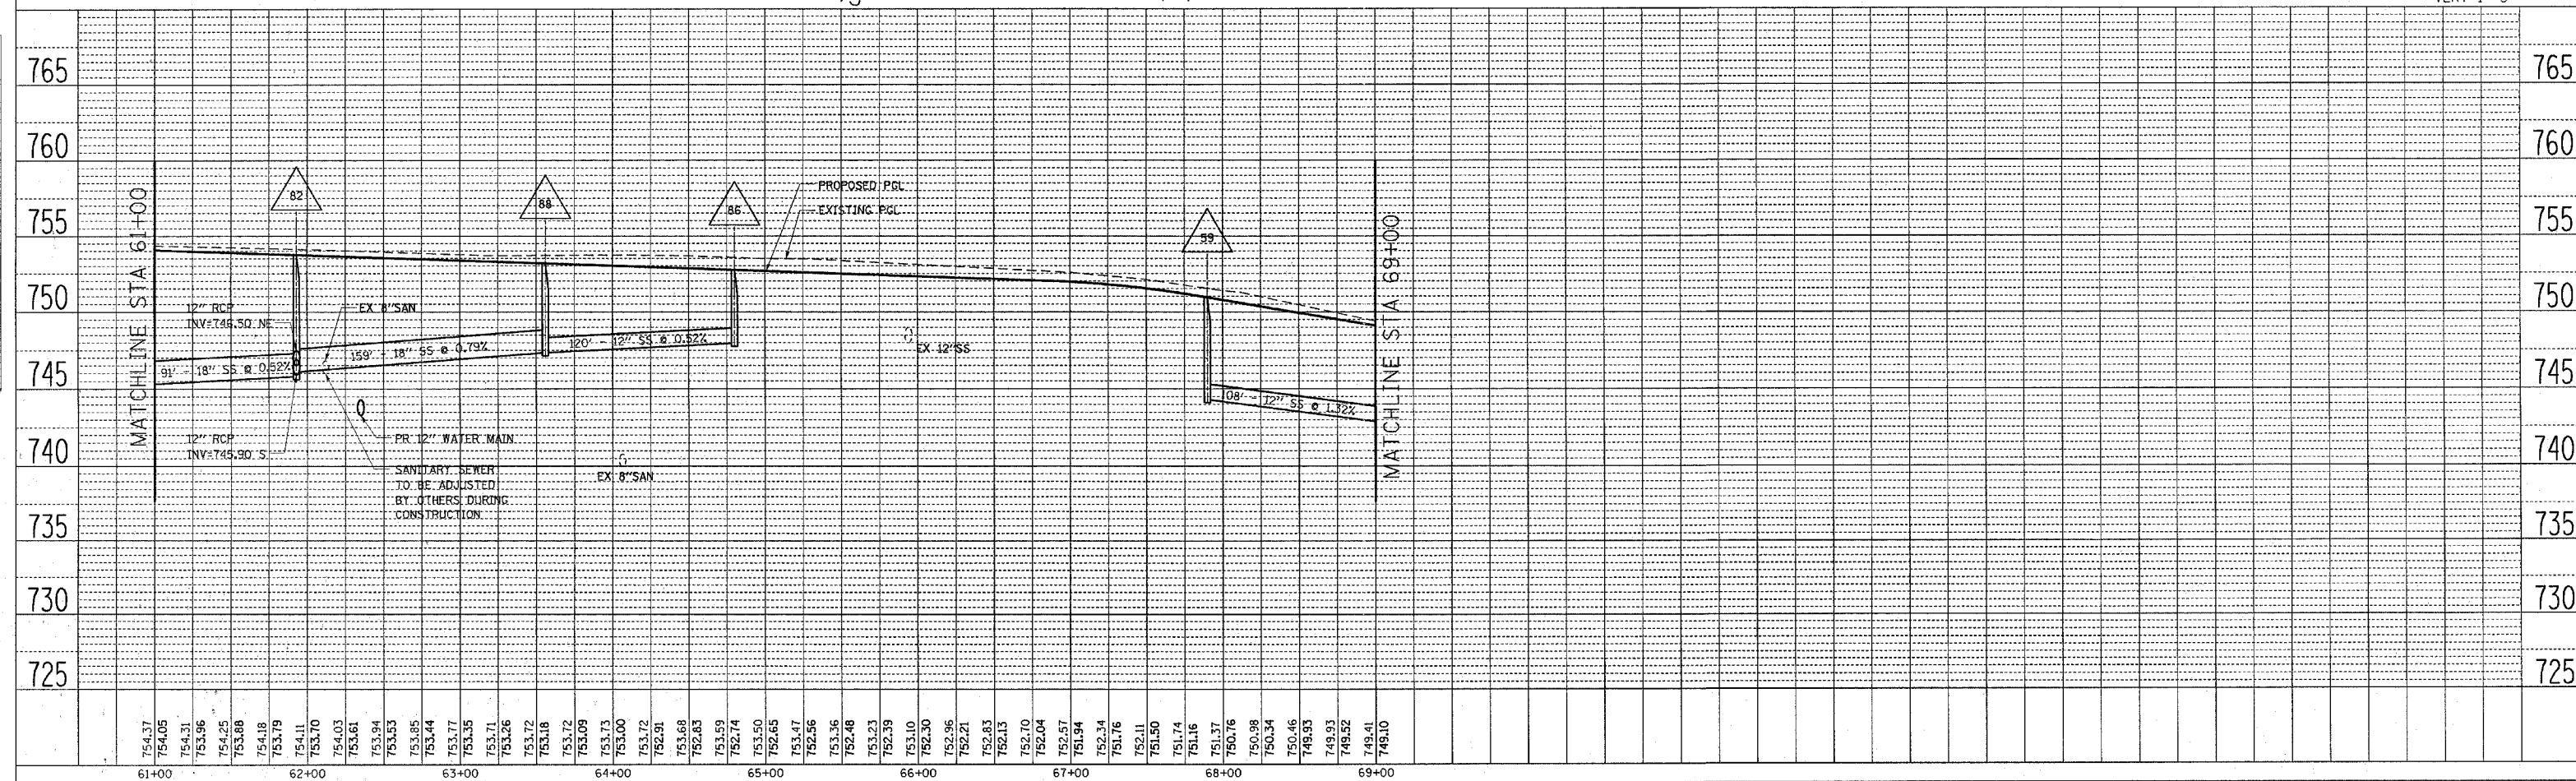 765 765
760 760
755 755
750 750
745 745
740 740
735 735
730 730
725 725
MATCHLINE STA 61+00
82
88
86
59
PROPOSED PGL
EXISTING PGL
12" RCP
INV=746.50 NE
EX 8"SAN
91' - 18" SS @ 0.52%
159' - 18" SS @ 0.79%
120' - 12" SS @ 0.52%
EX 12"SS
108' - 12" SS @ 1.32%
12" RCP
INV=745.90 S
PR 12" WATER MAIN
SANITARY SEWER
TO BE ADJUSTED
BY OTHERS DURING
CONSTRUCTION
EX 8"SAN
MATCHLINE STA 69+00
754.37 754.31 754.25 754.18 754.11 754.03 753.94 753.85 753.77 753.71 753.72 753.72 753.73 753.72 753.68 753.59 753.50 753.47 753.36 753.23 753.10 752.96 752.83 752.70 752.57 752.34 752.11 751.74 751.37 750.98 750.46 749.93 749.41
754.05 753.96 753.88 753.79 753.70 753.61 753.53 753.44 753.35 753.26 753.18 753.09 753.00 752.91 752.83 752.74 752.65 752.56 752.48 752.39 752.30 752.21 752.13 752.04 751.94 751.76 751.50 751.16 750.76 750.34 749.93 749.52 749.10
61+00 62+00 63+00 64+00 65+00 66+00 67+00 68+00 69+00